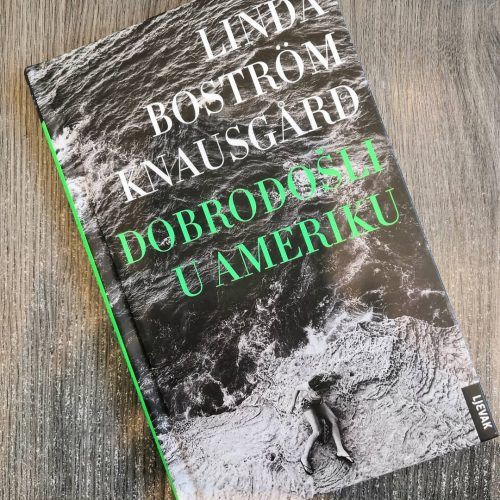 LINDA
BOSTRÖM
KNAUSGÅRD
DOBRODOŠLI
U AMERIKU
LJEVAK